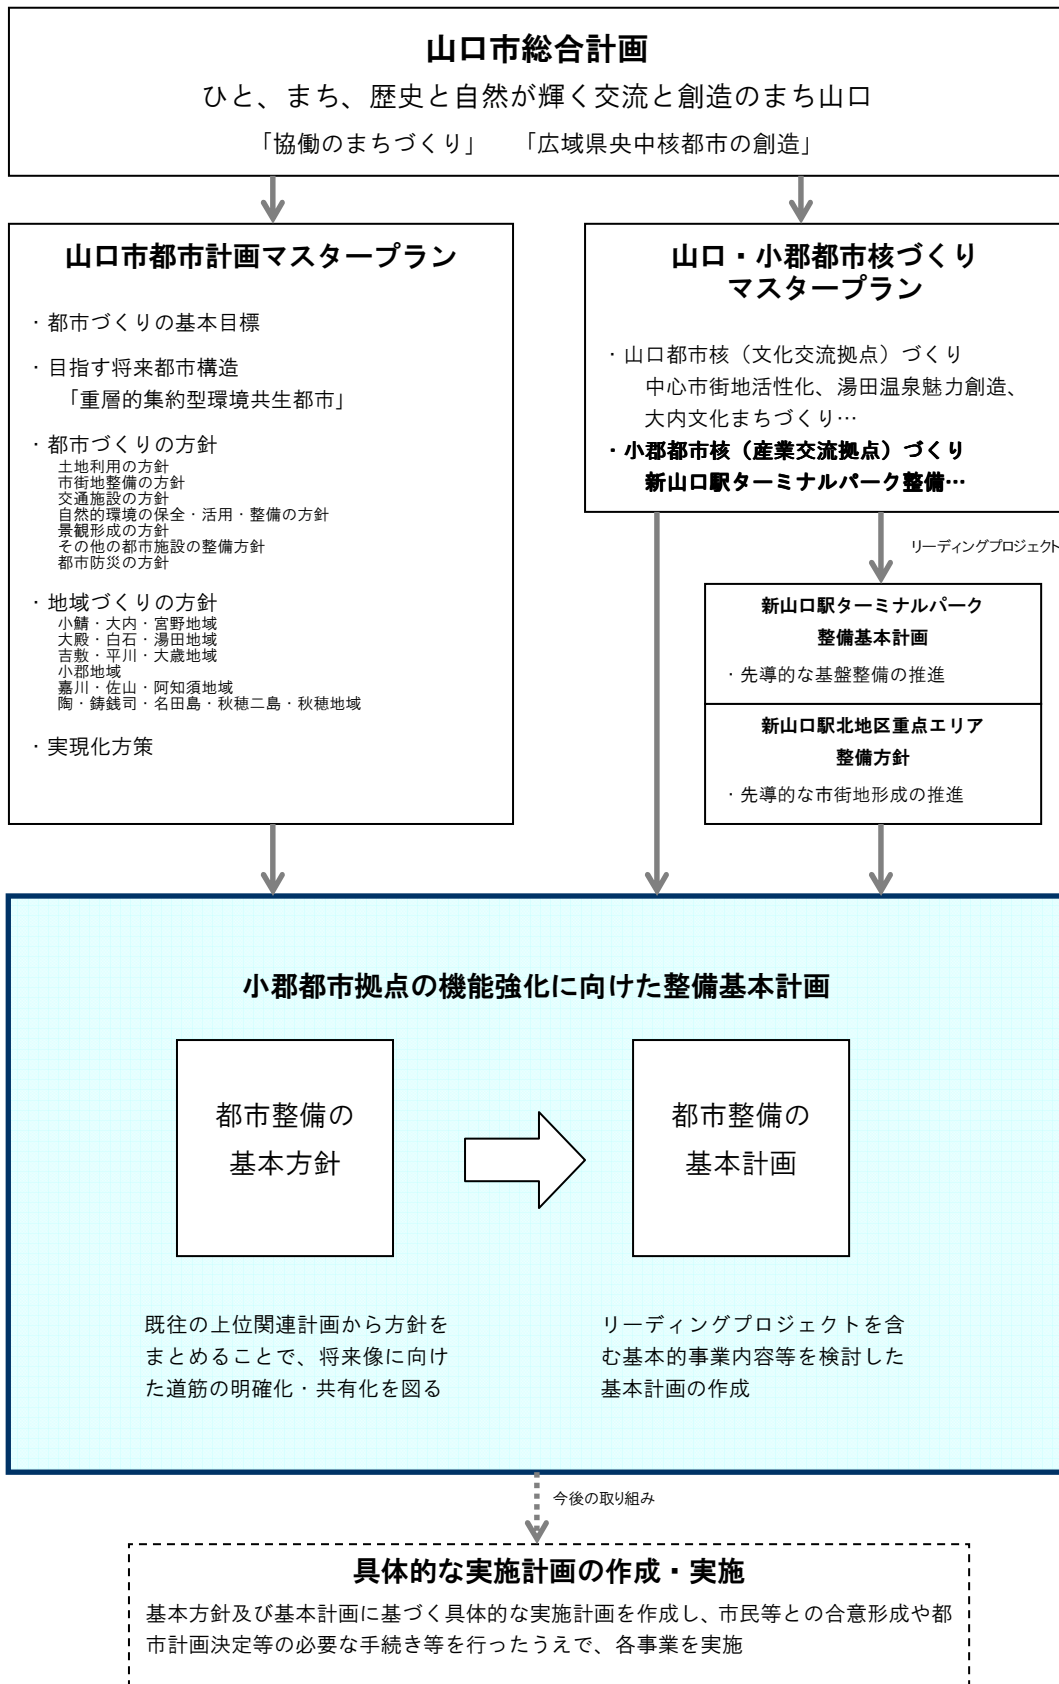 山口市総合計画
ひと、まち、歴史と自然が輝く交流と創造のまち山口
「協働のまちづくり」　「広域県央中核都市の創造」
山口市都市計画マスタープラン
・都市づくりの基本目標
・目指す将来都市構造
「重層的集約型環境共生都市」
・都市づくりの方針
土地利用の方針
市街地整備の方針
交通施設の方針
自然的環境の保全・活用・整備の方針
景観形成の方針
その他の都市施設の整備方針
都市防災の方針
・地域づくりの方針
小鯖・大内・宮野地域
大殿・白石・湯田地域
吉敷・平川・大歳地域
小郡地域
嘉川・佐山・阿知須地域
陶・鋳銭司・名田島・秋穂二島・秋穂地域
・実現化方策
山口・小郡都市核づくり
マスタープラン
・山口都市核（文化交流拠点）づくり
中心市街地活性化、湯田温泉魅力創造、
大内文化まちづくり…
・小郡都市核（産業交流拠点）づくり
新山口駅ターミナルパーク整備…
リーディングプロジェクト
新山口駅ターミナルパーク
整備基本計画
・先導的な基盤整備の推進
新山口駅北地区重点エリア
整備方針
・先導的な市街地形成の推進
小郡都市拠点の機能強化に向けた整備基本計画
都市整備の
基本方針
都市整備の
基本計画
既往の上位関連計画から方針を
まとめることで、将来像に向け
た道筋の明確化・共有化を図る
リーディングプロジェクトを含
む基本的事業内容等を検討した
基本計画の作成
今後の取り組み
具体的な実施計画の作成・実施
基本方針及び基本計画に基づく具体的な実施計画を作成し、市民等との合意形成や都
市計画決定等の必要な手続き等を行ったうえで、各事業を実施